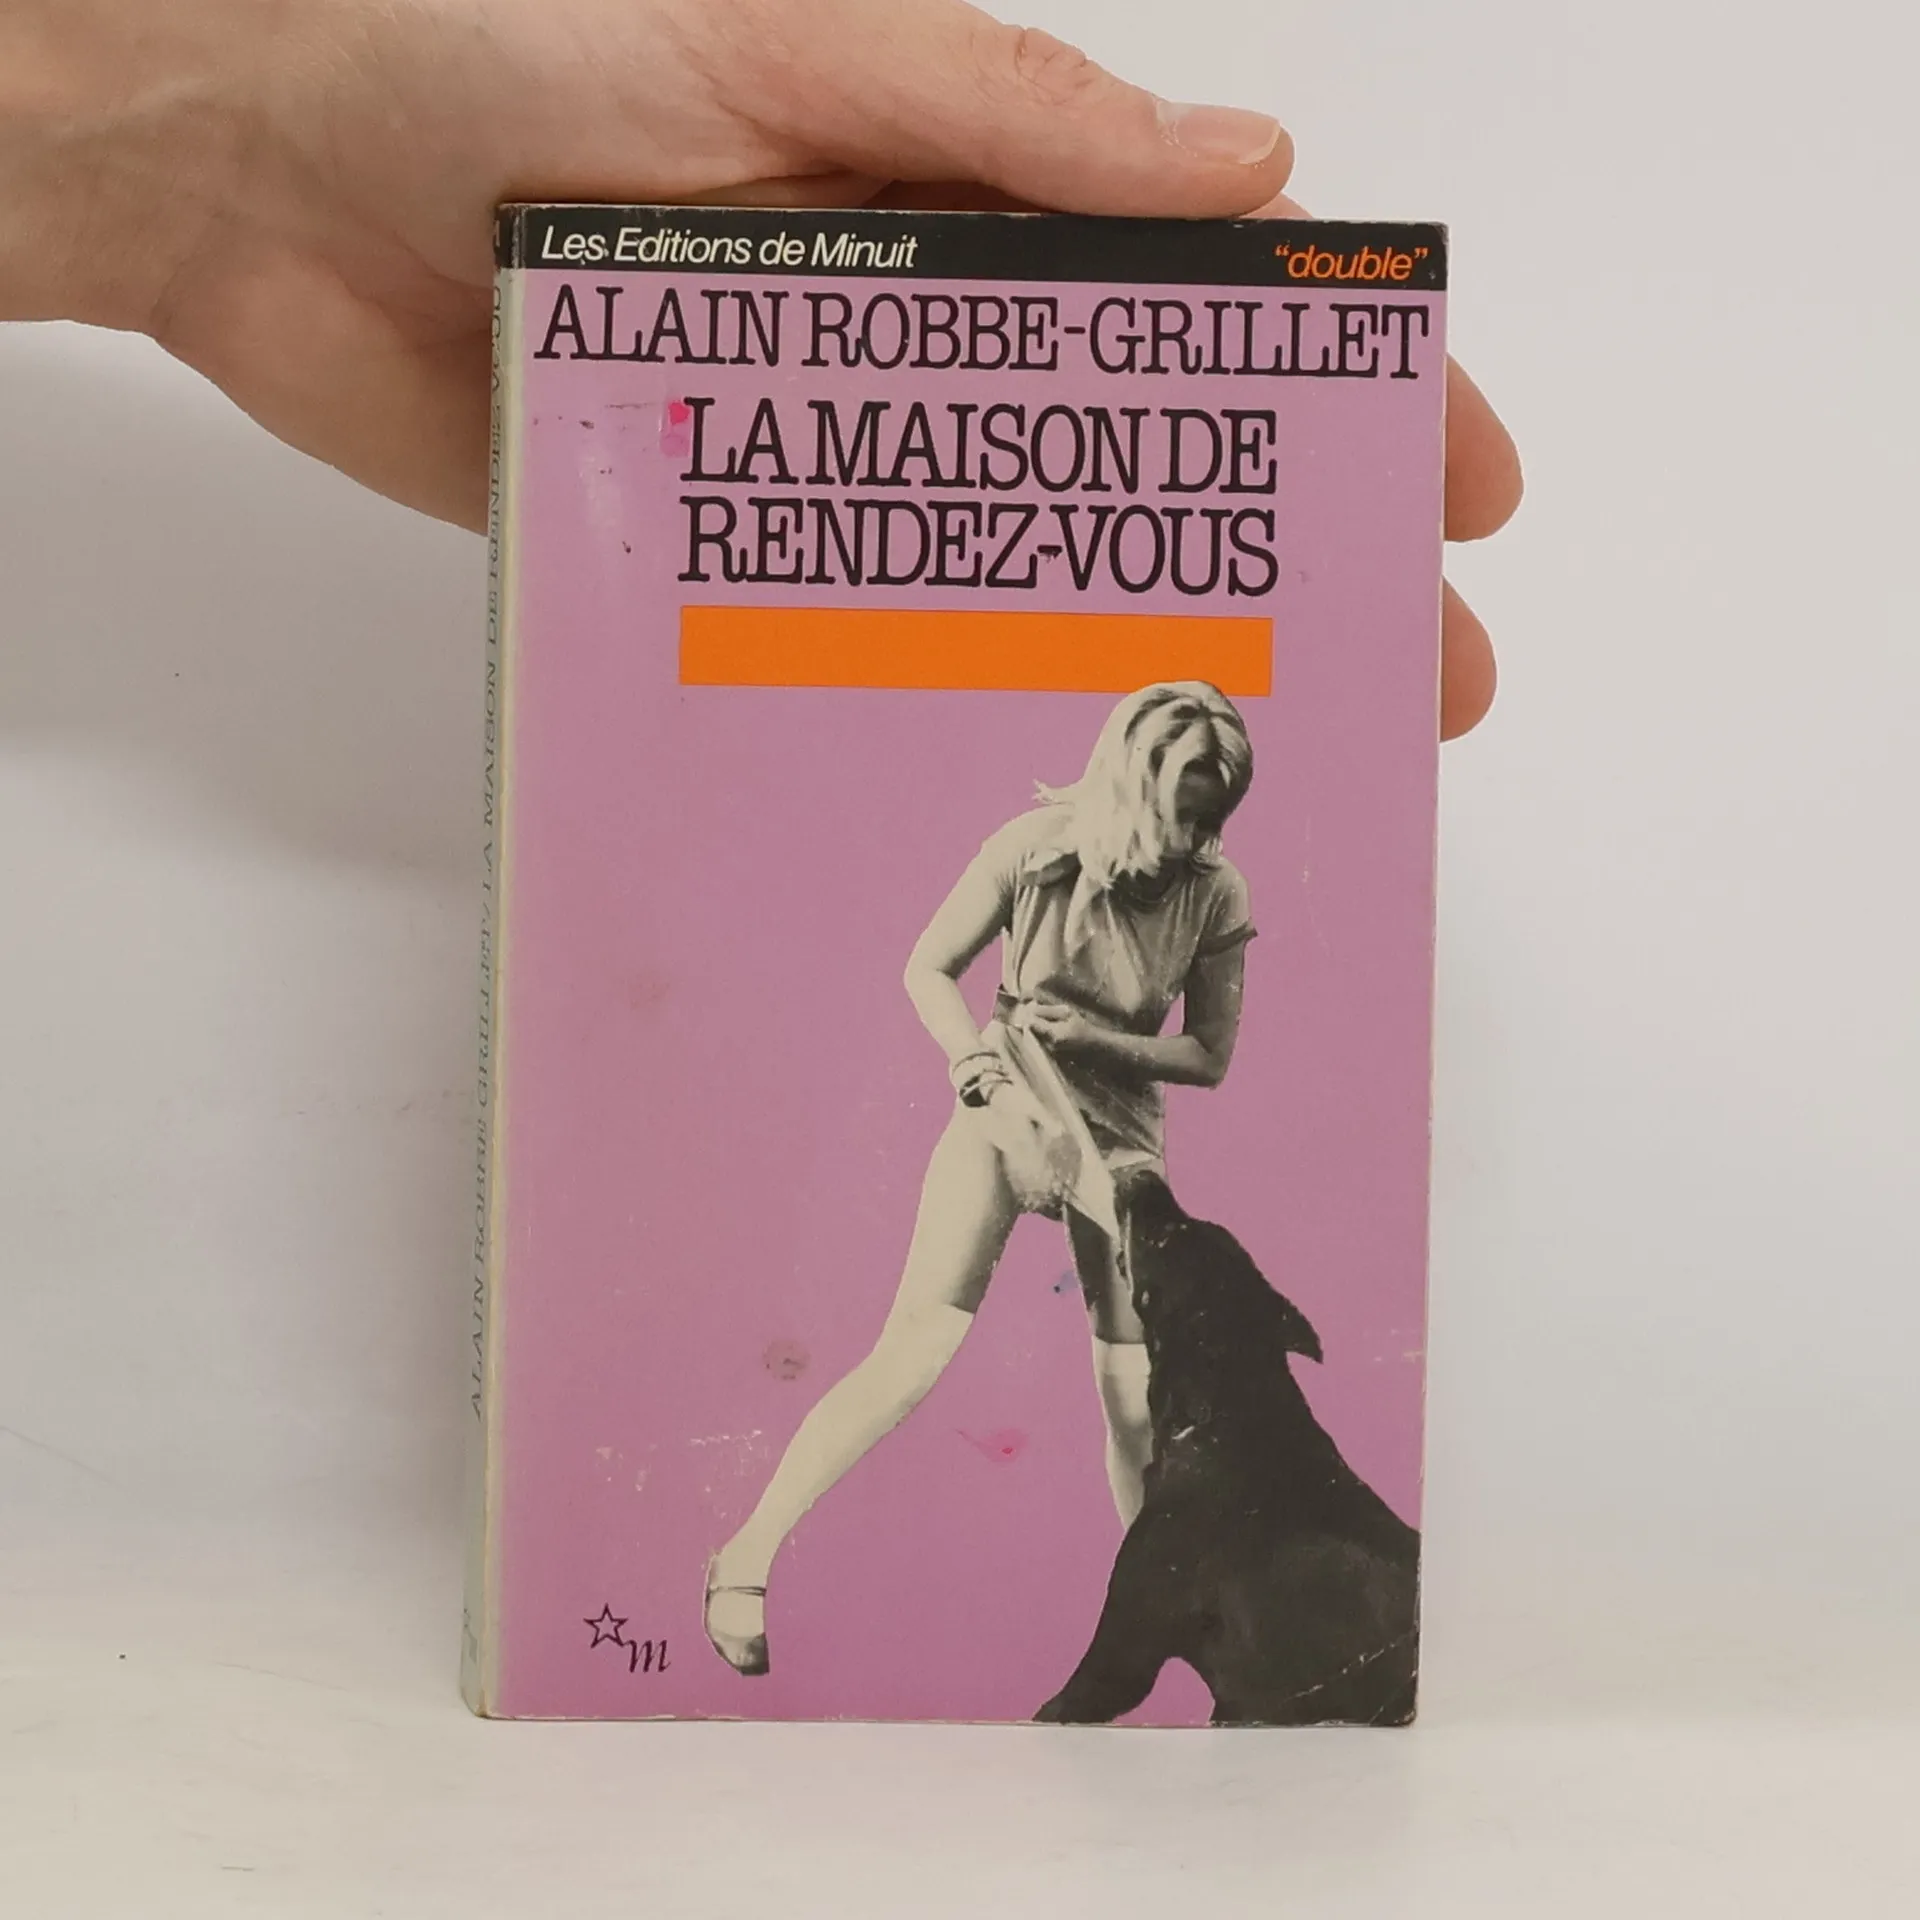 Les Editions de Minuit "double"
ALAIN ROBBE-GRILLET
LA MAISON DE
RENDEZ-VOUS
m
ALAIN ROBBE-GRILLET / LA MAISON DE RENDEZ-VOUS